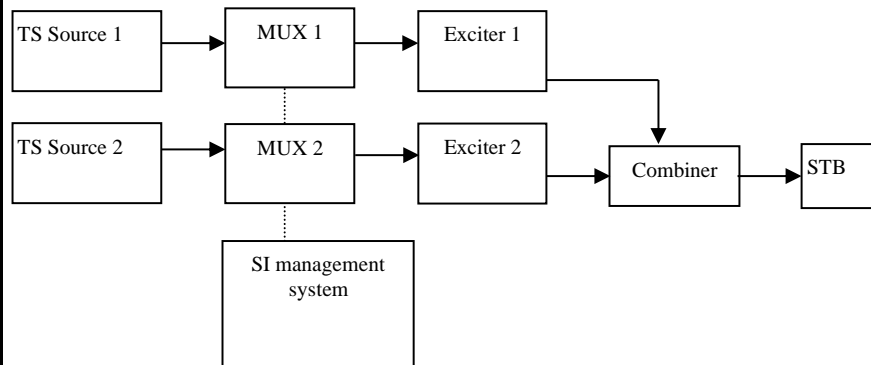 TS Source 1
MUX 1
Exciter 1
TS Source 2
MUX 2
Exciter 2
Combiner
STB
SI management
system